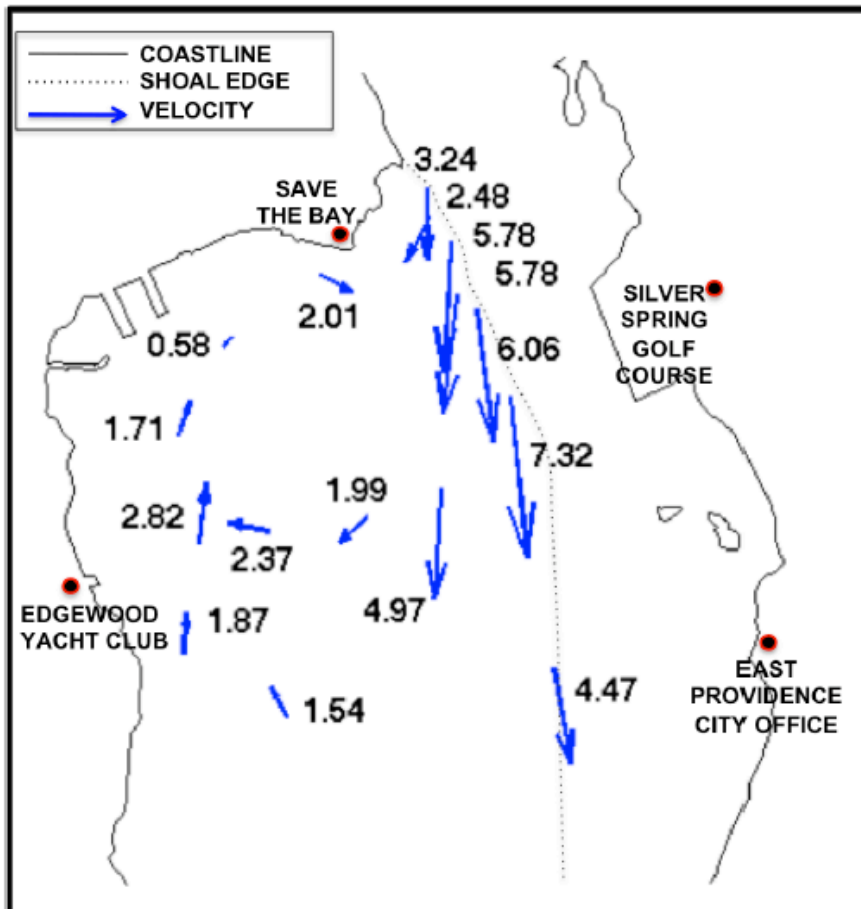 COASTLINE
SHOAL EDGE
VELOCITY
3.24
SAVE
THE BAY
2.48
5.78
5.78
2.01
SILVER
SPRING
GOLF
COURSE
0.58
6.06
1.71
7.32
1.99
2.82
2.37
EDGEWOOD
YACHT CLUB
1.87
4.97
EAST
PROVIDENCE
CITY OFFICE
4.47
1.54